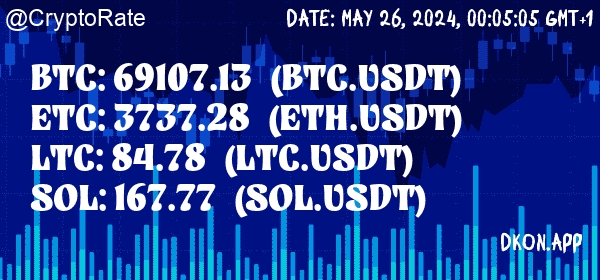 @CryptoRate
DATE: MAY 26, 2024, 00:05:05 GMT+1
BTC: 69107.13 (BTC.USDT)
ETC: 3737.28 (ETH.USDT)
LTC: 84.78 (LTC.USDT)
SOL: 167.77 (SOL.USDT)
DKON.APP